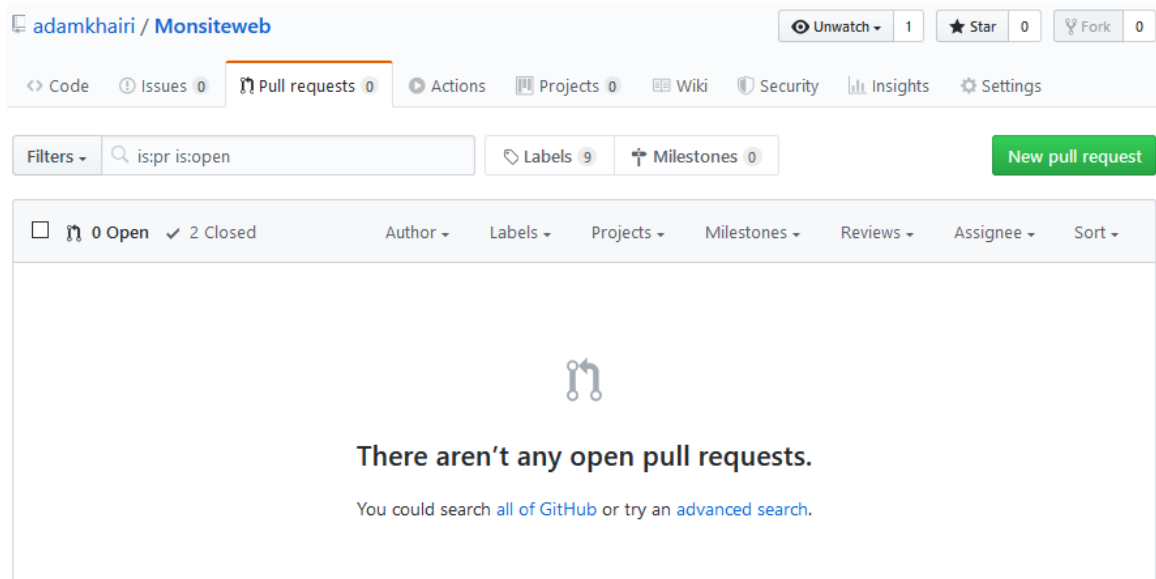 adamkhairi / Monsiteweb
Unwatch 1 Star 0 Fork 0
Code Issues 0 Pull requests 0 Actions Projects 0 Wiki Security Insights Settings
Filters is:pr is:open Labels 9 Milestones 0 New pull request
0 Open 2 Closed Author Labels Projects Milestones Reviews Assignee Sort
There aren’t any open pull requests.
You could search all of GitHub or try an advanced search.